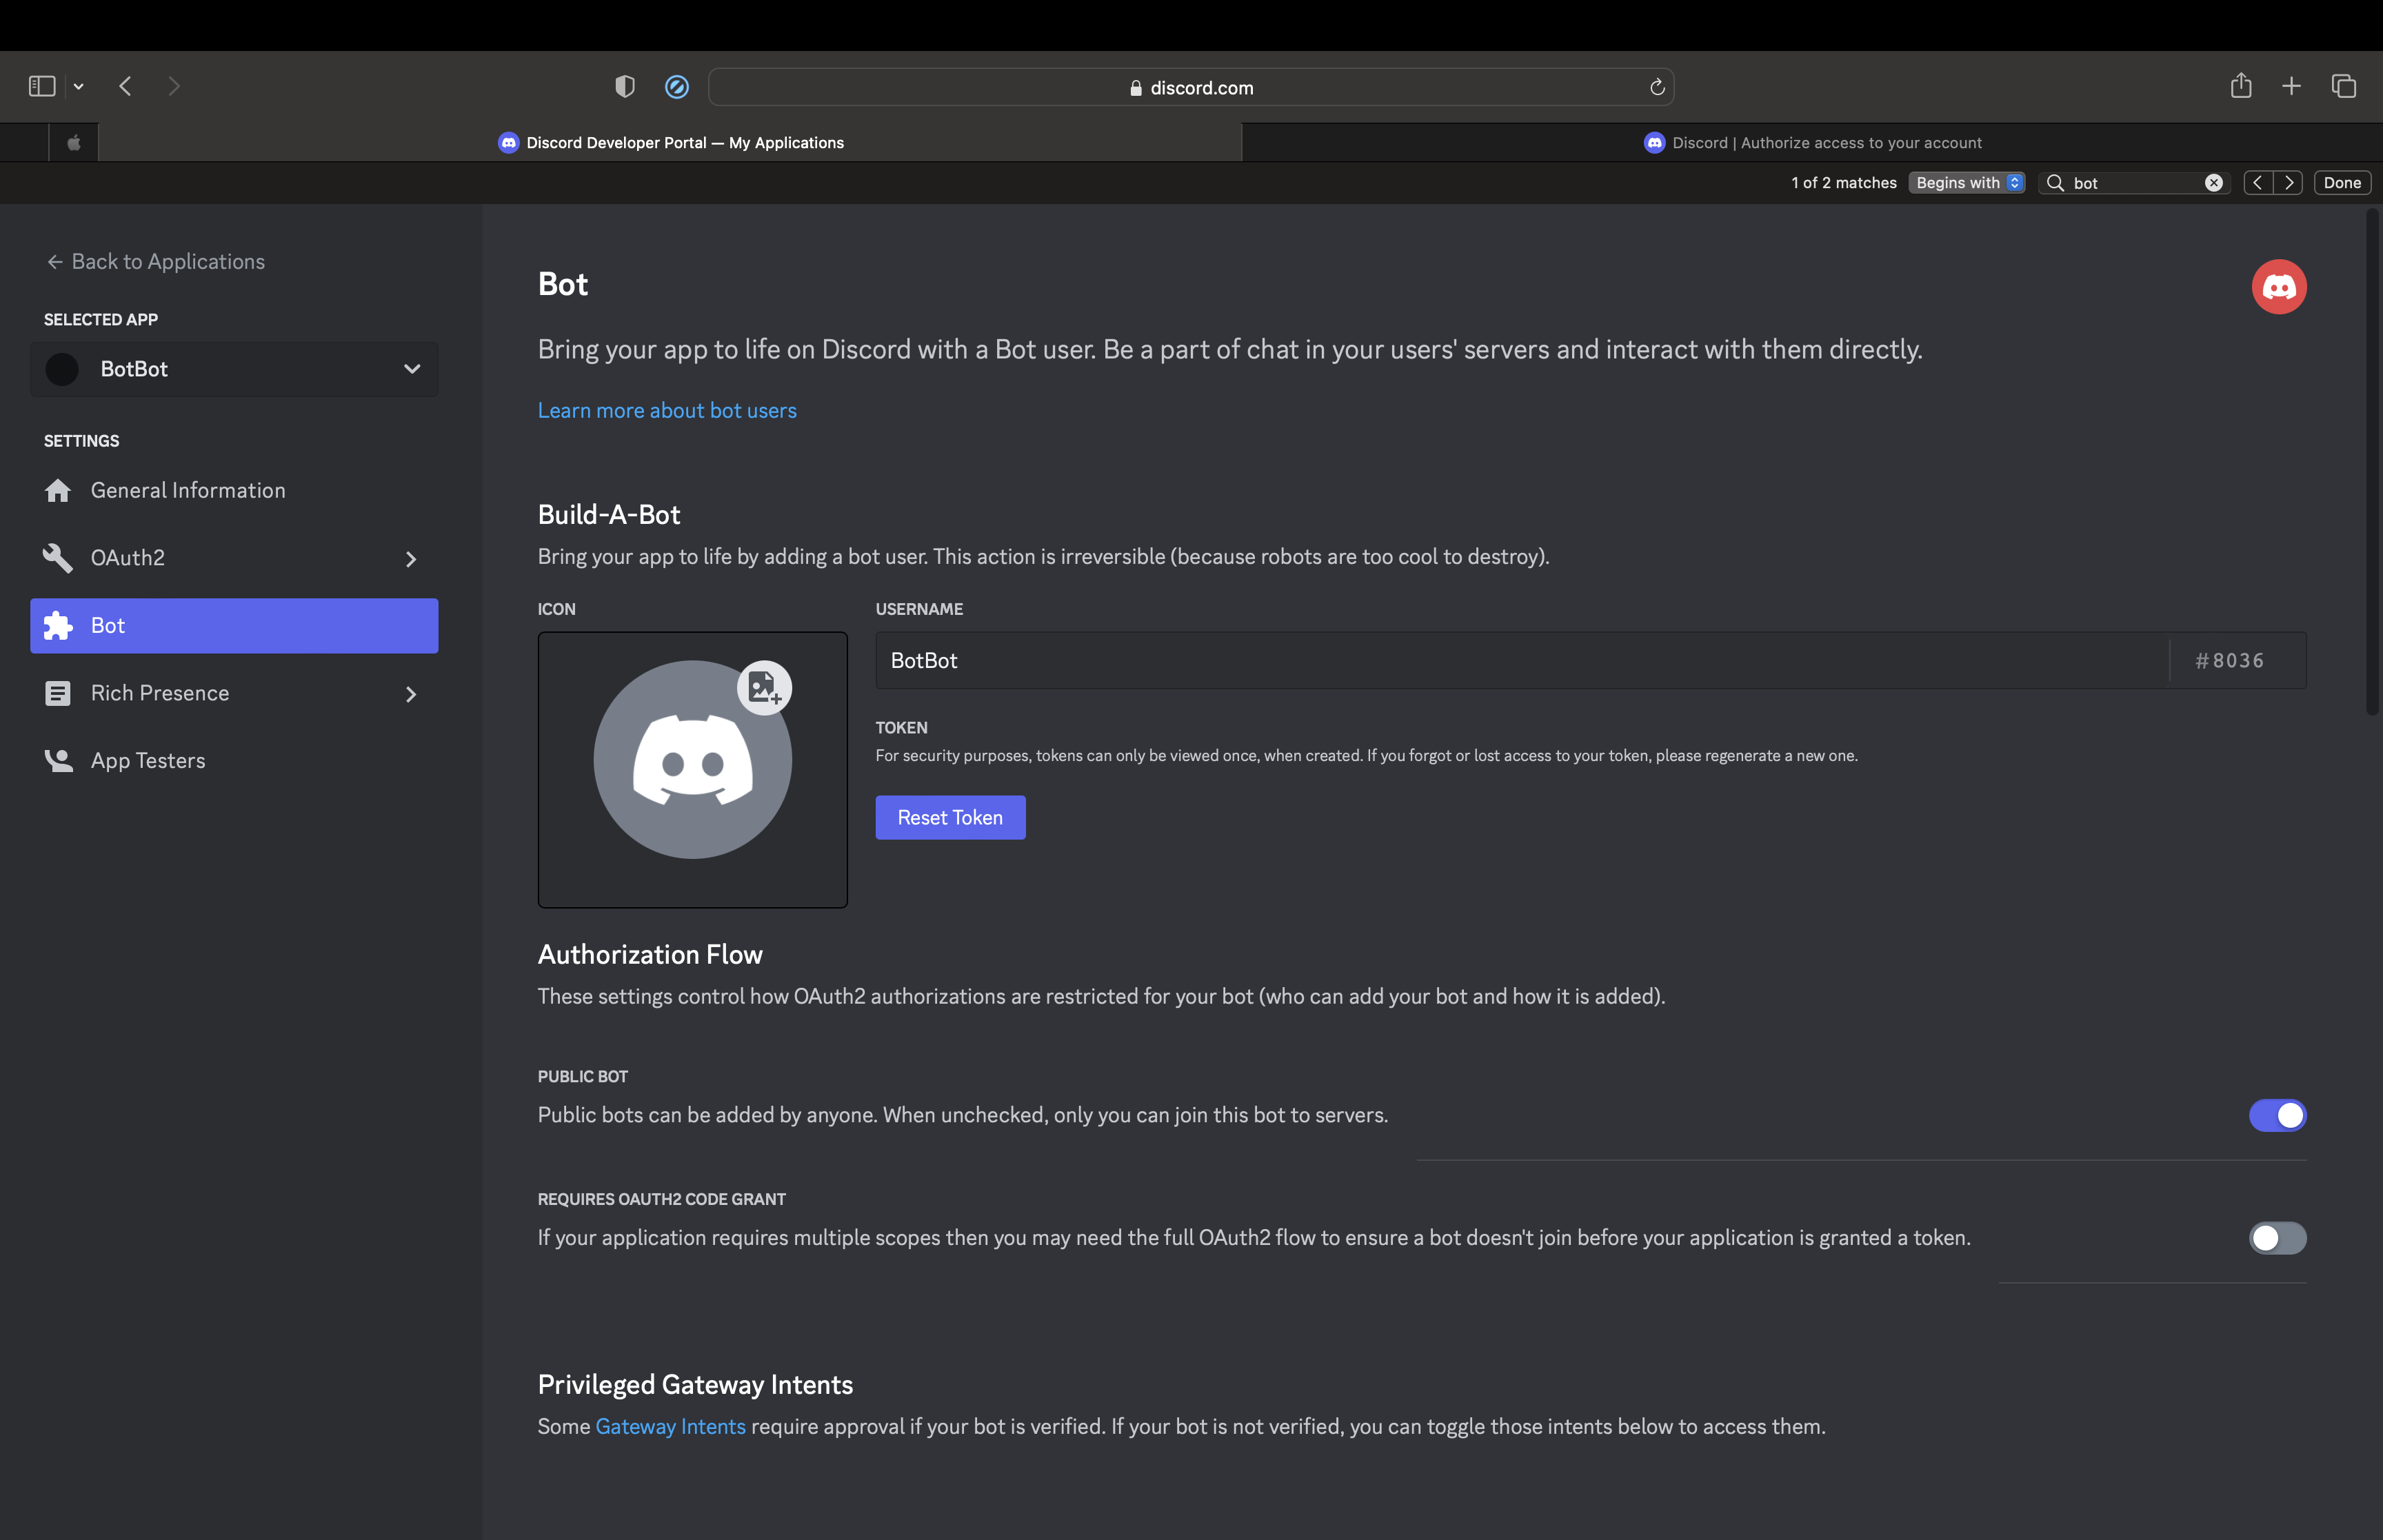 discord.com
Discord Developer Portal — My Applications
Discord | Authorize access to your account
1 of 2 matches
Begins with
bot
Done
← Back to Applications
SELECTED APP
BotBot
SETTINGS
General Information
OAuth2
Bot
Rich Presence
App Testers
Bot
Bring your app to life on Discord with a Bot user. Be a part of chat in your users' servers and interact with them directly.
Learn more about bot users
Build-A-Bot
Bring your app to life by adding a bot user. This action is irreversible (because robots are too cool to destroy).
ICON
USERNAME
BotBot
#8036
TOKEN
For security purposes, tokens can only be viewed once, when created. If you forgot or lost access to your token, please regenerate a new one.
Reset Token
Authorization Flow
These settings control how OAuth2 authorizations are restricted for your bot (who can add your bot and how it is added).
PUBLIC BOT
Public bots can be added by anyone. When unchecked, only you can join this bot to servers.
REQUIRES OAUTH2 CODE GRANT
If your application requires multiple scopes then you may need the full OAuth2 flow to ensure a bot doesn't join before your application is granted a token.
Privileged Gateway Intents
Some Gateway Intents require approval if your bot is verified. If your bot is not verified, you can toggle those intents below to access them.